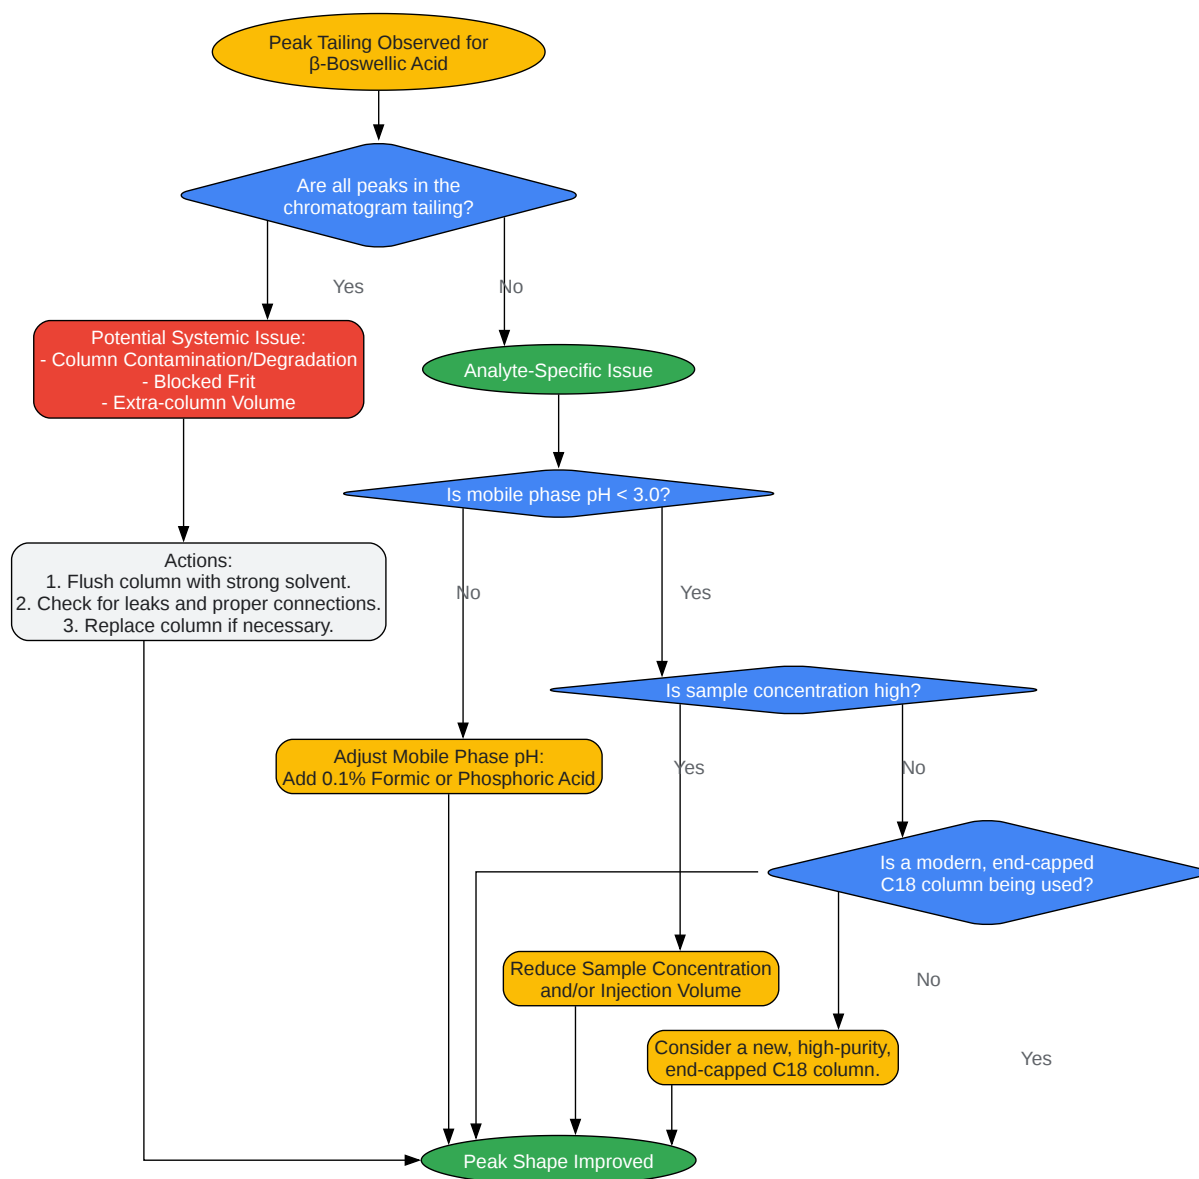 Peak Tailing Observed for
β-Boswellic Acid
Are all peaks in the
chromatogram tailing?
Yes
No
Potential Systemic Issue:
- Column Contamination/Degradation
- Blocked Frit
- Extra-column Volume
Analyte-Specific Issue
Is mobile phase pH < 3.0?
Actions:
1. Flush column with strong solvent.
2. Check for leaks and proper connections.
3. Replace column if necessary.
No
Yes
Is sample concentration high?
Adjust Mobile Phase pH:
Add 0.1% Formic or Phosphoric Acid
Yes
No
Is a modern, end-capped
C18 column being used?
Reduce Sample Concentration
and/or Injection Volume
No
Consider a new, high-purity,
end-capped C18 column.
Yes
Peak Shape Improved